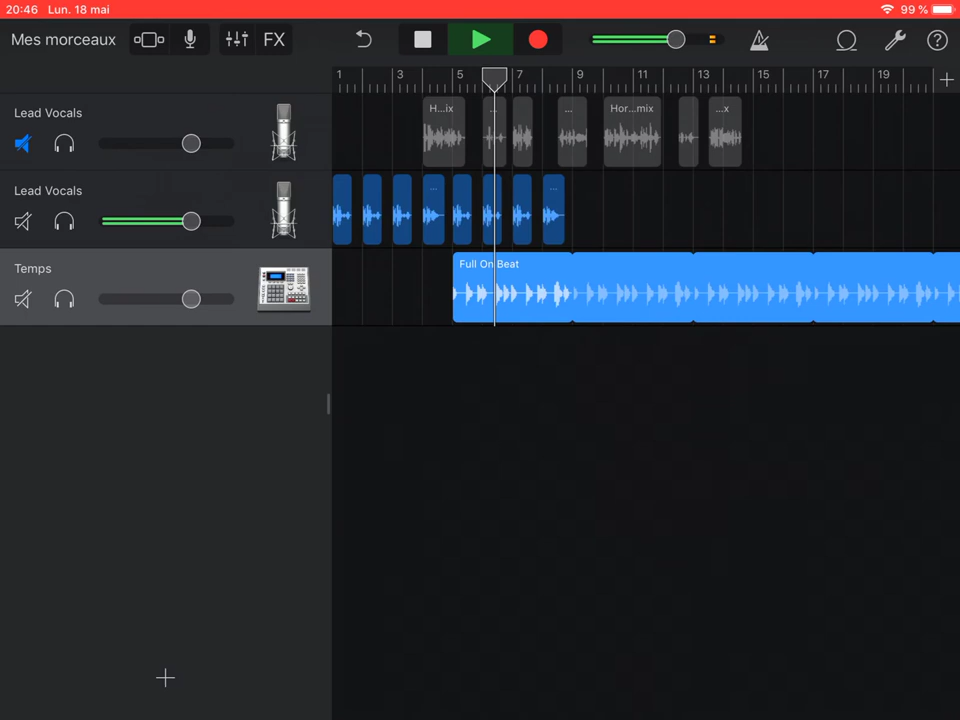 20:46 Lun. 18 mai 99 %
Mes morceaux FX ?
1 3 5 7 9 11 13 15 17 19
Lead Vocals
H...ix ... ... Hor...mix ...x
Lead Vocals
... ...
Temps
Full On Beat